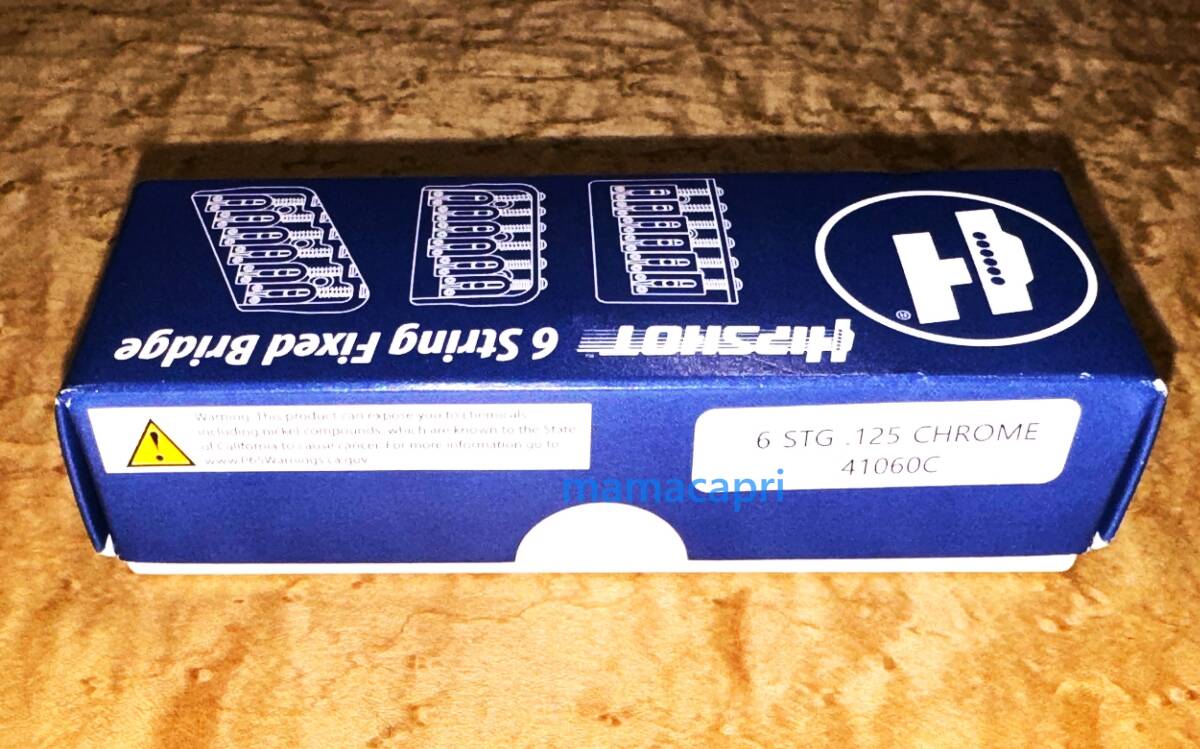 HIPSHOT
6 String Fixed Bridge
®
Warning: This product can expose you to chemicals
including nickel compounds, which are known to the State
of California to cause cancer. For more information go to
www.P65Warnings.ca.gov
6 STG .125 CHROME
41060C
mamacapri